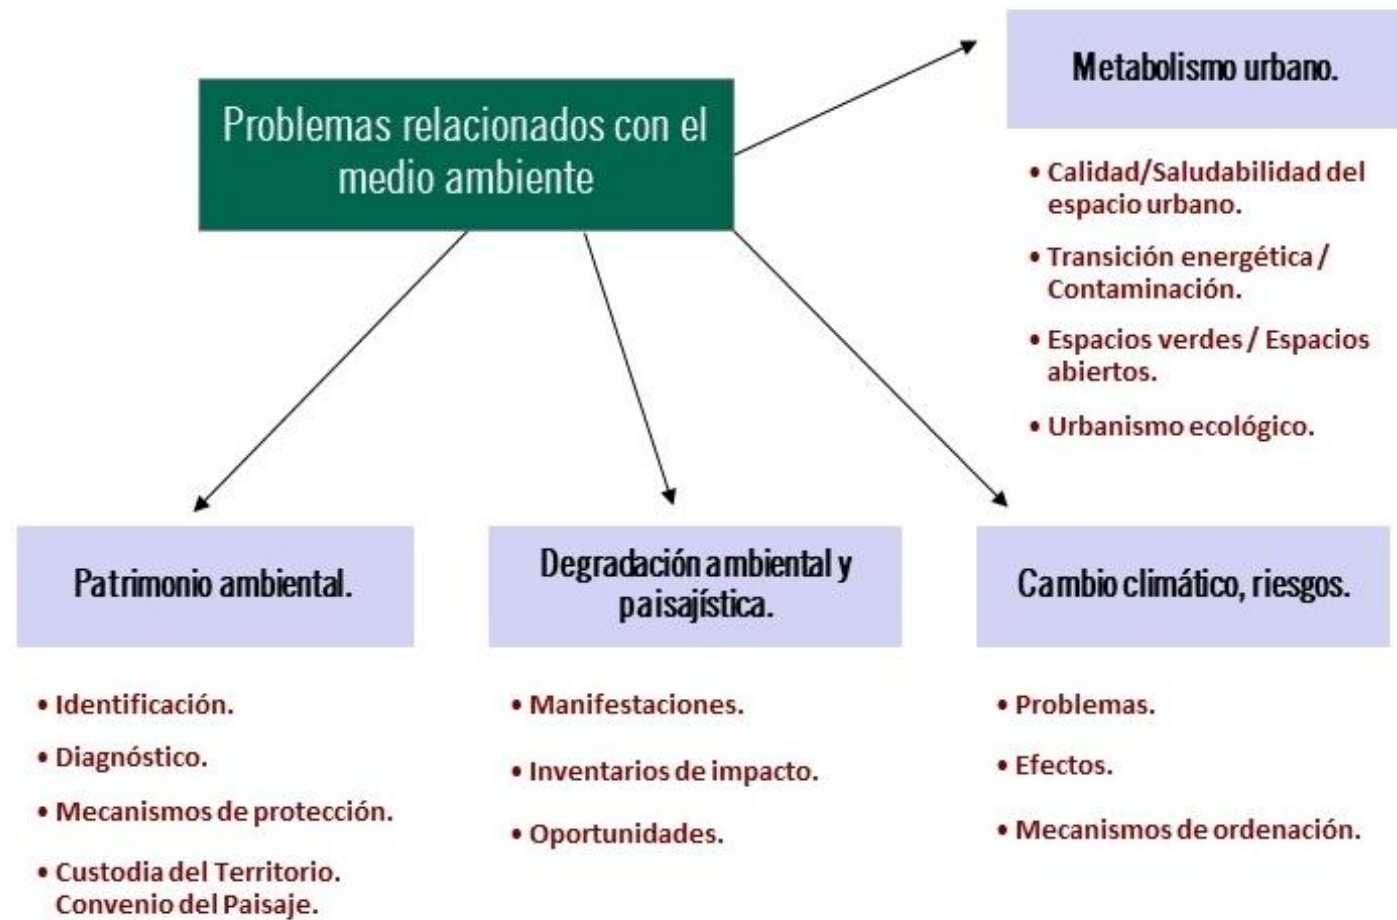 Problemas relacionados con el
medio ambiente
Metabolismo urbano.
• Calidad/Saludabilidad del
espacio urbano.
• Transición energética /
Contaminación.
• Espacios verdes / Espacios
abiertos.
• Urbanismo ecológico.
Patrimonio ambiental.
• Identificación.
• Diagnóstico.
• Mecanismos de protección.
• Custodia del Territorio.
Convenio del Paisaje.
Degradación ambiental y
paisajística.
• Manifestaciones.
• Inventarios de impacto.
• Oportunidades.
Cambio climático, riesgos.
• Problemas.
• Efectos.
• Mecanismos de ordenación.